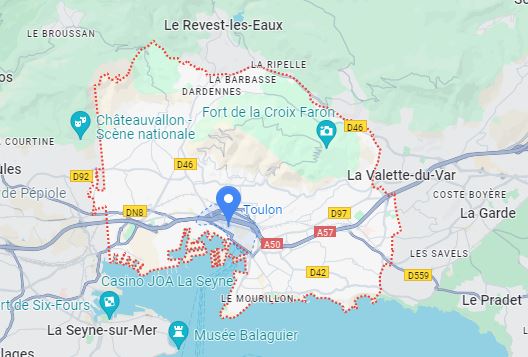 LE BROUSSAN
Le Revest-les-Eaux
LA RIPELLE
LA BARBASSE
DARDENNES
Châteauvallon -
Scène nationale
Fort de la Croix Faron
D46
COURTINE
D46
D92
La Valette-du-Var
de Pépiole
COSTE BOYÈRE
DN8
Toulon
D97
La Garde
A57
A50
LES SAVELS
D42
D559
Casino JOA La Seyne
LE MOURILLON
Le Pradet
rt de Six-Fours
La Seyne-sur-Mer
Musée Balaguier